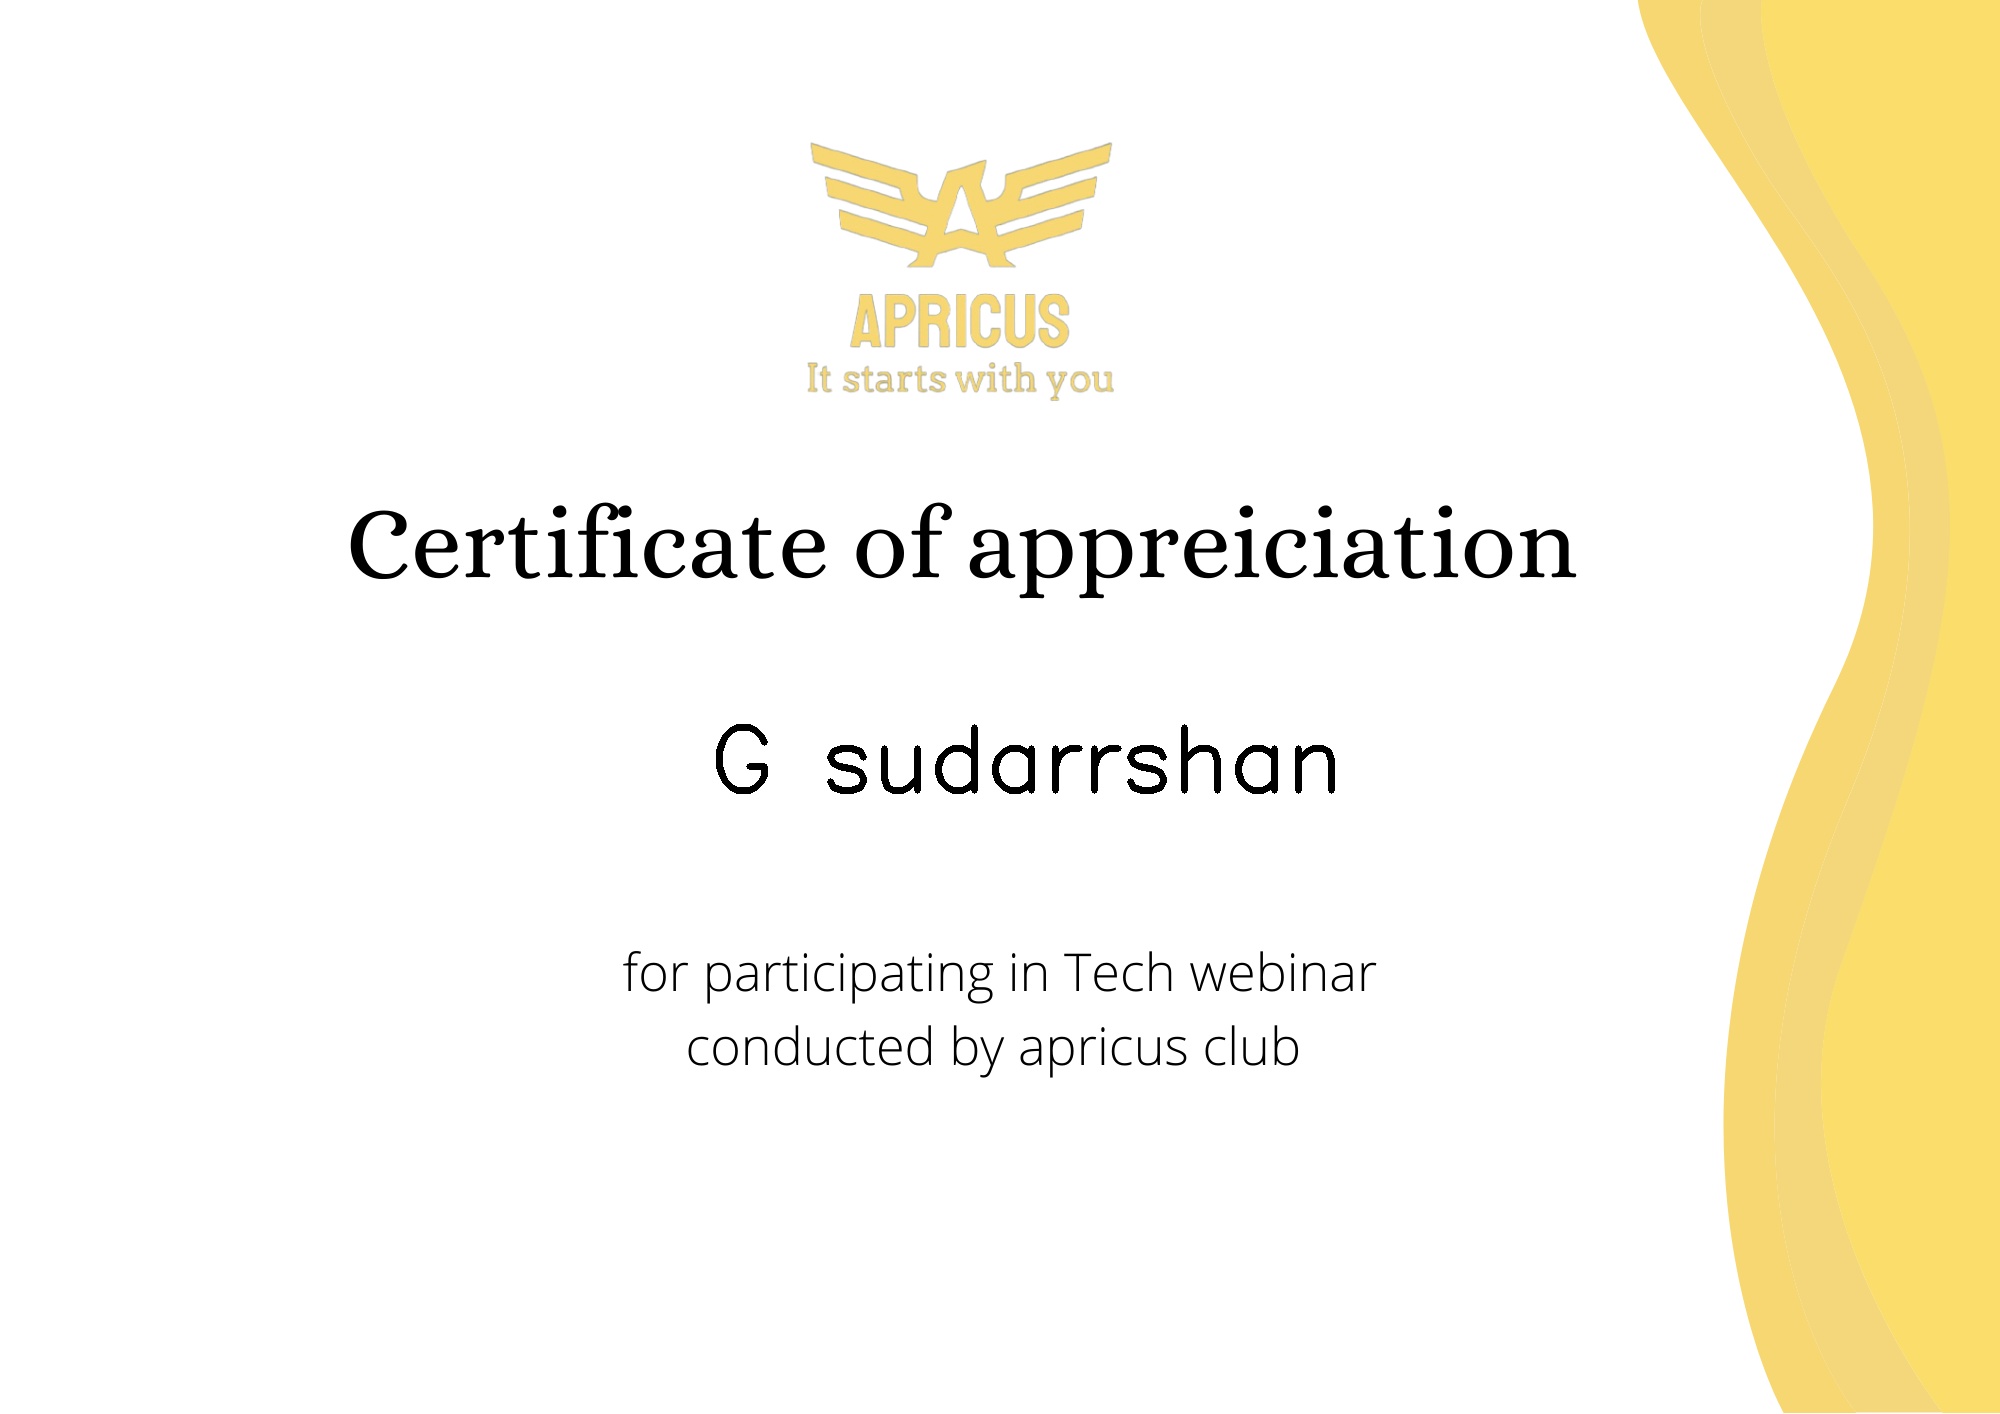 APRICUS
It starts with you
Certificate of appreiciation
G sudarrshan
for participating in Tech webinar
conducted by apricus club